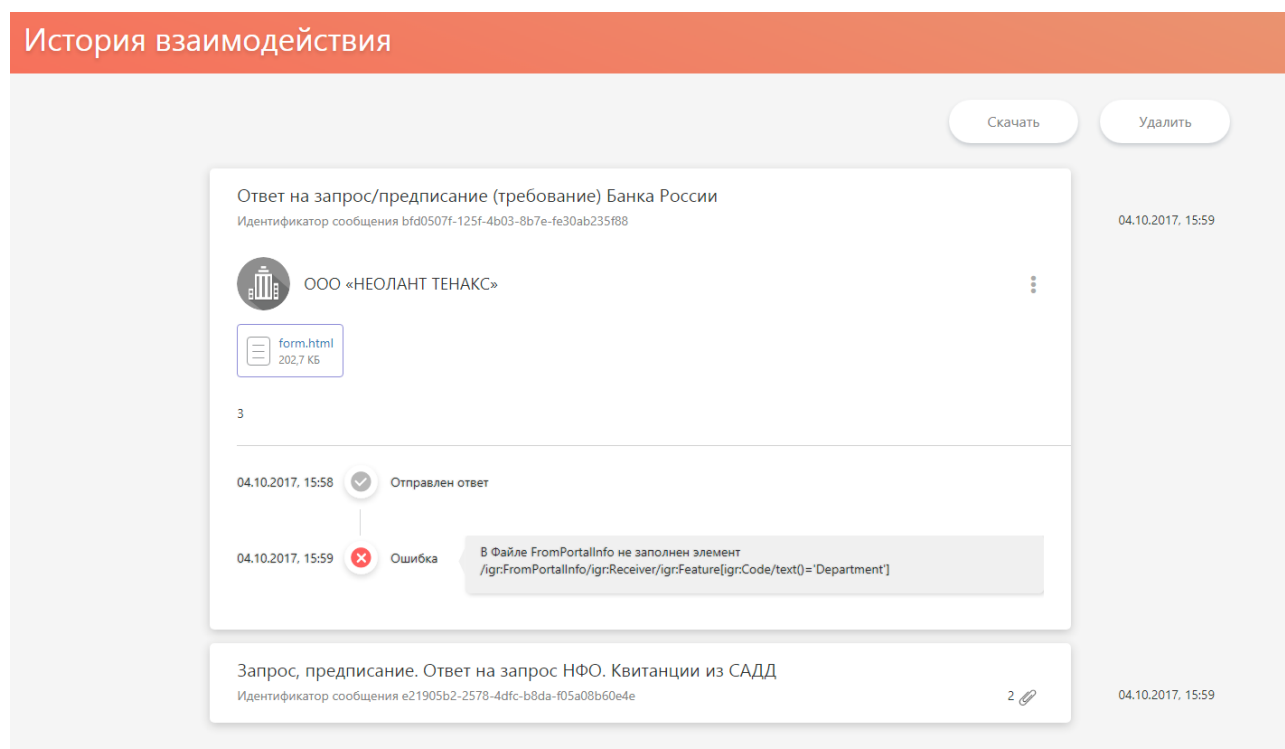 История взаимодействия
Скачать
Удалить
Ответ на запрос/предписание (требование) Банка России
Идентификатор сообщения bfd0507f-125f-4b03-8b7e-fe30ab235f88
04.10.2017, 15:59
ООО «НЕОЛАНТ ТЕНАКС»
form.html
202,7 КБ
3
04.10.2017, 15:58
Отправлен ответ
04.10.2017, 15:59
Ошибка
В Файле FromPortalInfo не заполнен элемент
/igr:FromPortalInfo/igr:Receiver/igr:Feature[igr:Code/text()='Department']
Запрос, предписание. Ответ на запрос НФО. Квитанции из САДД
Идентификатор сообщения e21905b2-2578-4dfc-b8da-f05a08b60e4e
2
04.10.2017, 15:59